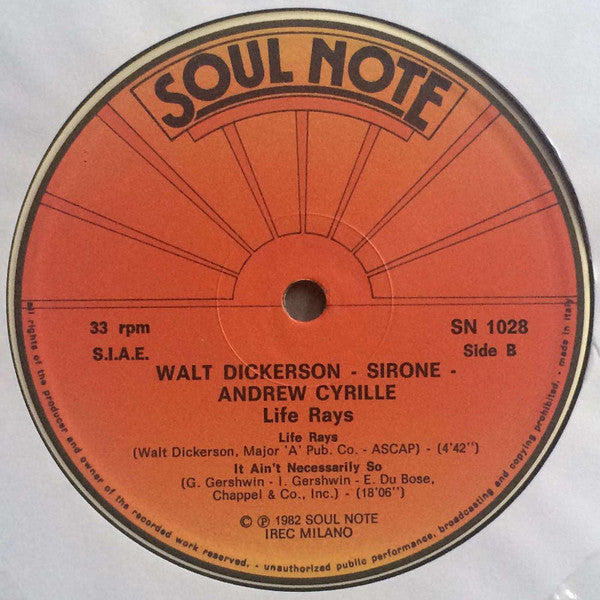 SOUL NOTE
33 rpm
SN 1028
S.I.A.E.
Side B
WALT DICKERSON - SIRONE -
ANDREW CYRILLE
Life Rays
Life Rays
(Walt Dickerson, Major 'A' Pub. Co. - ASCAP) - (4'42'')
It Ain't Necessarily So
(G. Gershwin - I. Gershwin - E. Du Bose,
Chappel & Co., Inc.) - (18'06'')
© ℗ 1982 SOUL NOTE
IREC MILANO
all rights of the producer and owner of the recorded work reserved. - unauthorized public performance, broadcasting and copying prohibited. - made in italy